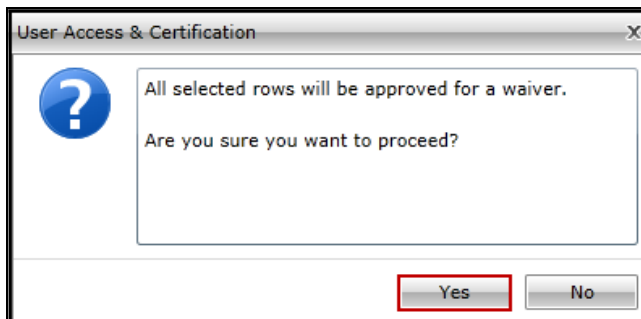 User Access & Certification
X
?
All selected rows will be approved for a waiver.
Are you sure you want to proceed?
Yes
No